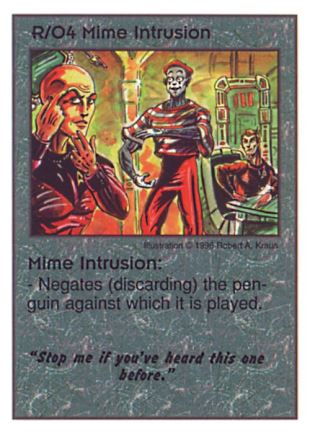 R/O4 Mime Intrusion
Illustration © 1996 Robert A. Kraus
Mime Intrusion:
- Negates (discarding) the pen-
guin against which it is played.
"Stop me if you've heard this one
before."